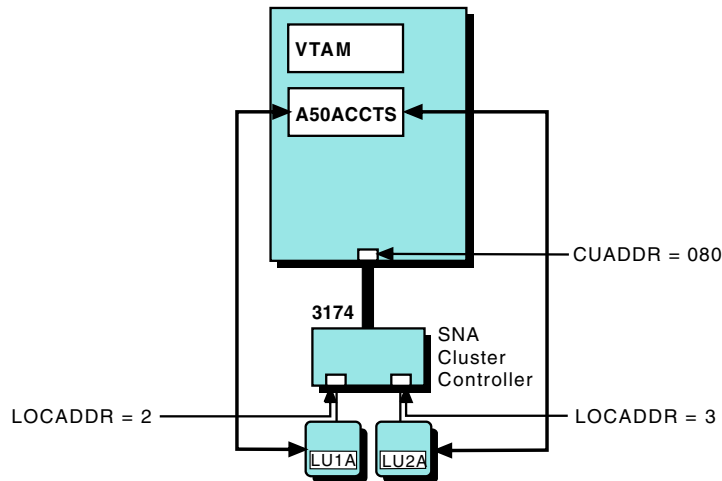 VTAM
A50ACCTS
CUADDR = 080
3174
SNA
Cluster
Controller
LOCADDR = 2
LOCADDR = 3
LU1A
LU2A